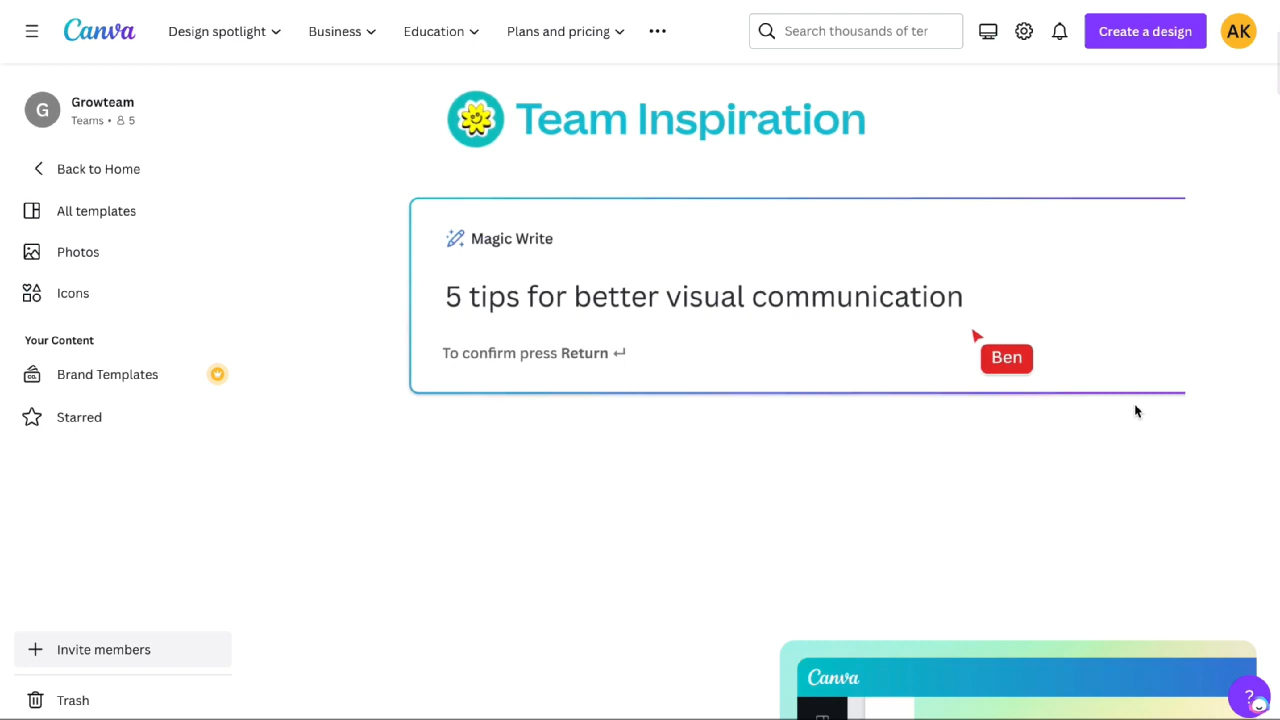 Canva
Design spotlight
Business
Education
Plans and pricing
Search thousands of ter
Create a design
AK
G
Growteam
Teams • 5
Back to Home
All templates
Photos
Icons
Your Content
Brand Templates
Starred
Invite members
Trash
Team Inspiration
Magic Write
5 tips for better visual communication
To confirm press Return ↵
Ben
Canva
?